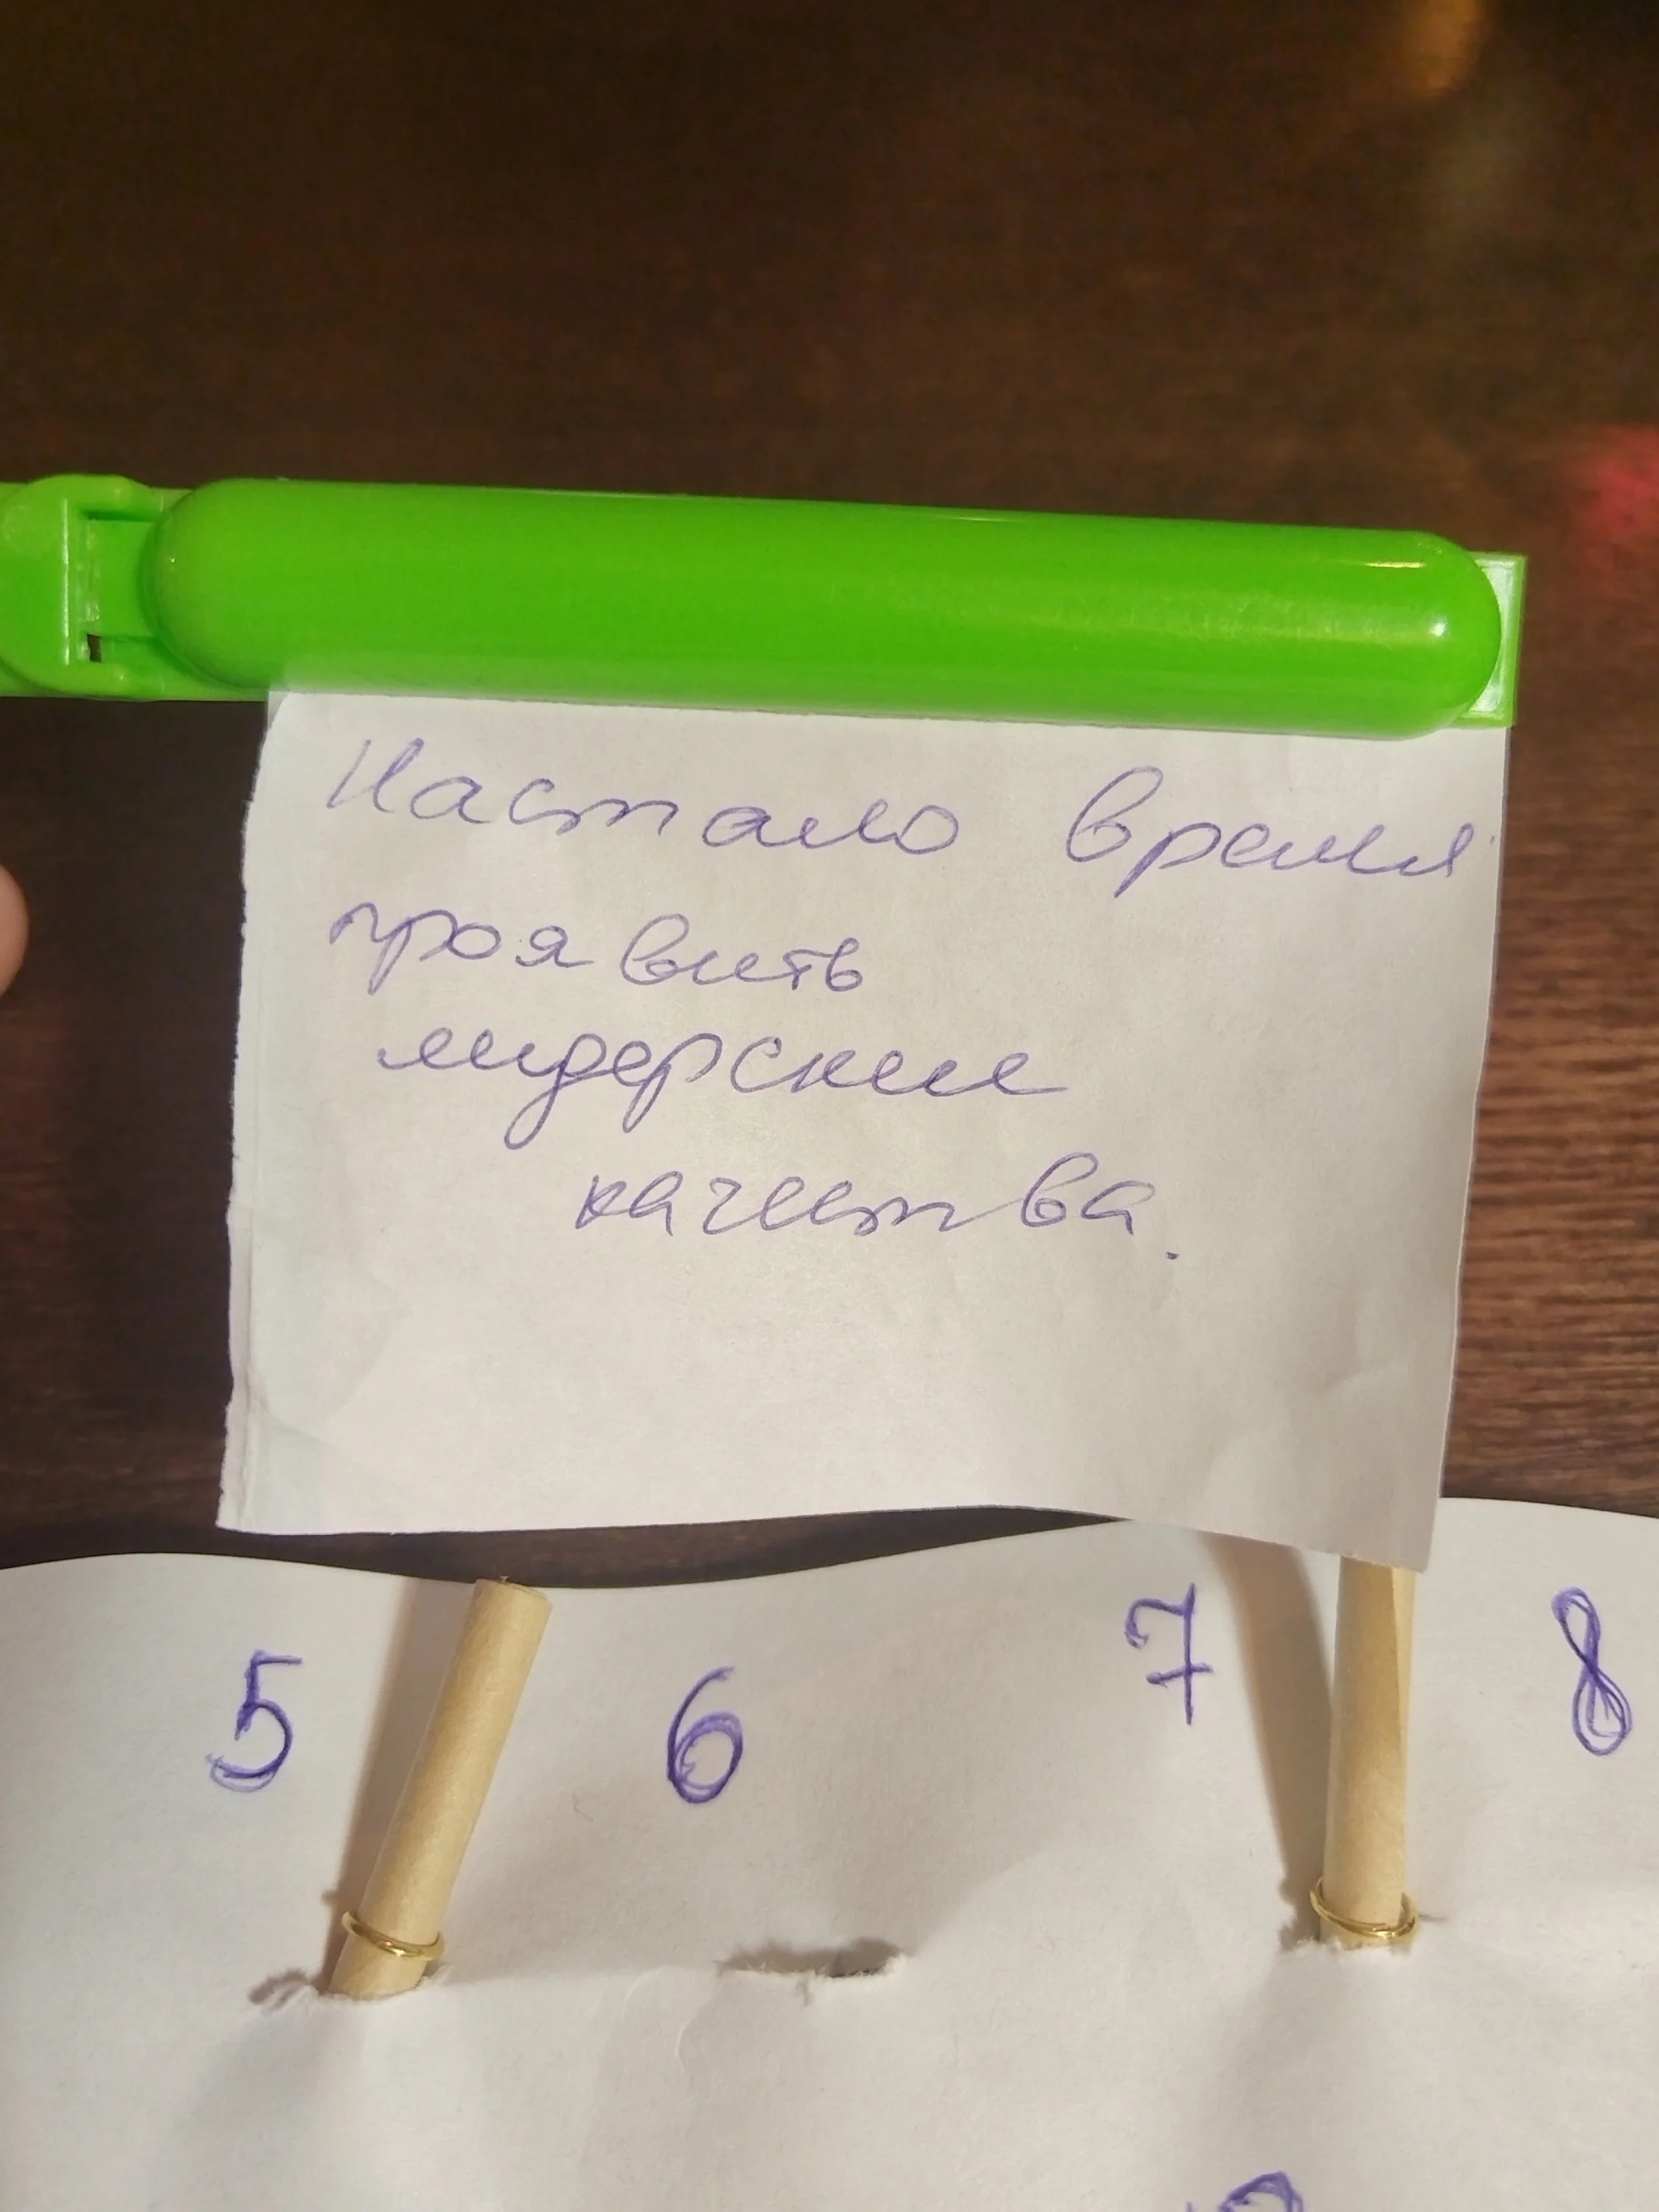 Настало время
проявить
лидерские
качества.
5 6 7 8